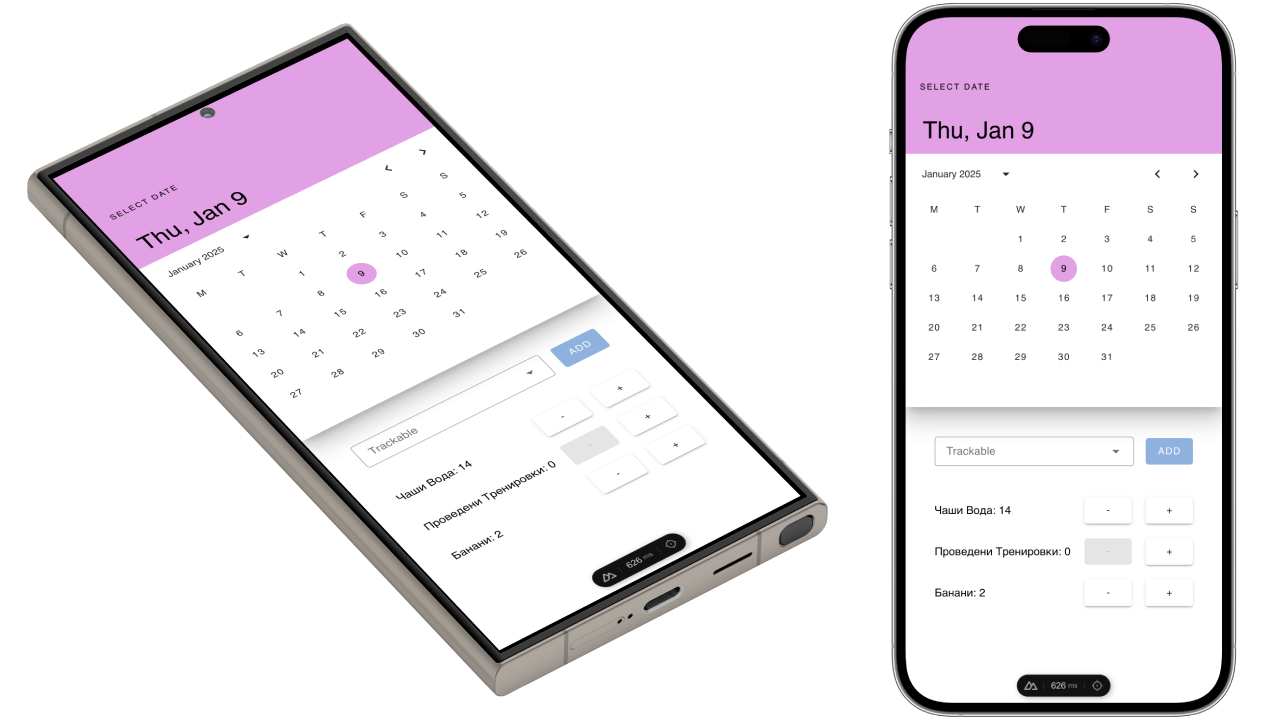 SELECT DATE
Thu, Jan 9
January 2025
M T W T F S S
1 2 3 4 5
6 7 8 9 10 11 12
13 14 15 16 17 18 19
20 21 22 23 24 25 26
27 28 29 30 31
Trackable
ADD
Чаши Вода: 14 - +
Проведени Тренировки: 0 - +
Банани: 2 - +
626 ms
SELECT DATE
Thu, Jan 9
January 2025
M T W T F S S
1 2 3 4 5
6 7 8 9 10 11 12
13 14 15 16 17 18 19
20 21 22 23 24 25 26
27 28 29 30 31
Trackable
ADD
Чаши Вода: 14 - +
Проведени Тренировки: 0 - +
Банани: 2 - +
626 ms